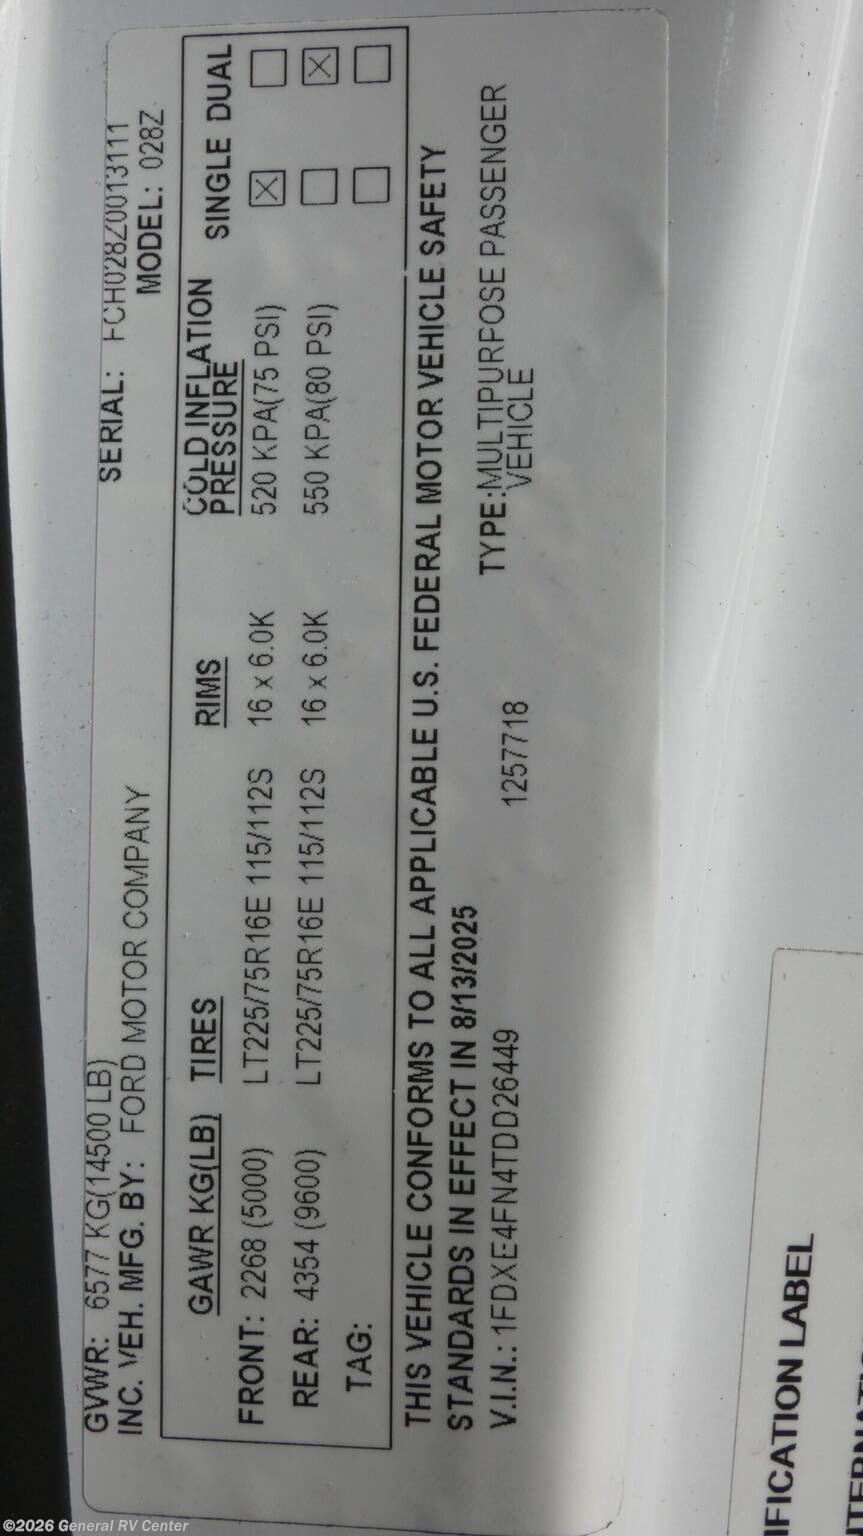 GVWR: 6577 KG(14500 LB) SERIAL: FCH028Z0013111
INC. VEH. MFG. BY: FORD MOTOR COMPANY MODEL: 028Z
GAWR KG(LB) TIRES RIMS COLD INFLATION PRESSURE SINGLE DUAL
FRONT: 2268 (5000) LT225/75R16E 115/112S 16 x 6.0K 520 KPA(75 PSI) ☒ ☐
REAR: 4354 (9600) LT225/75R16E 115/112S 16 x 6.0K 550 KPA(80 PSI) ☐ ☒
TAG: ☐ ☐
THIS VEHICLE CONFORMS TO ALL APPLICABLE U.S. FEDERAL MOTOR VEHICLE SAFETY
STANDARDS IN EFFECT IN 8/13/2025
V.I.N.: 1FDXE4FN4TDD26449 1257718 TYPE:MULTIPURPOSE PASSENGER
VEHICLE
IFICATION LABEL
©2026 General RV Center